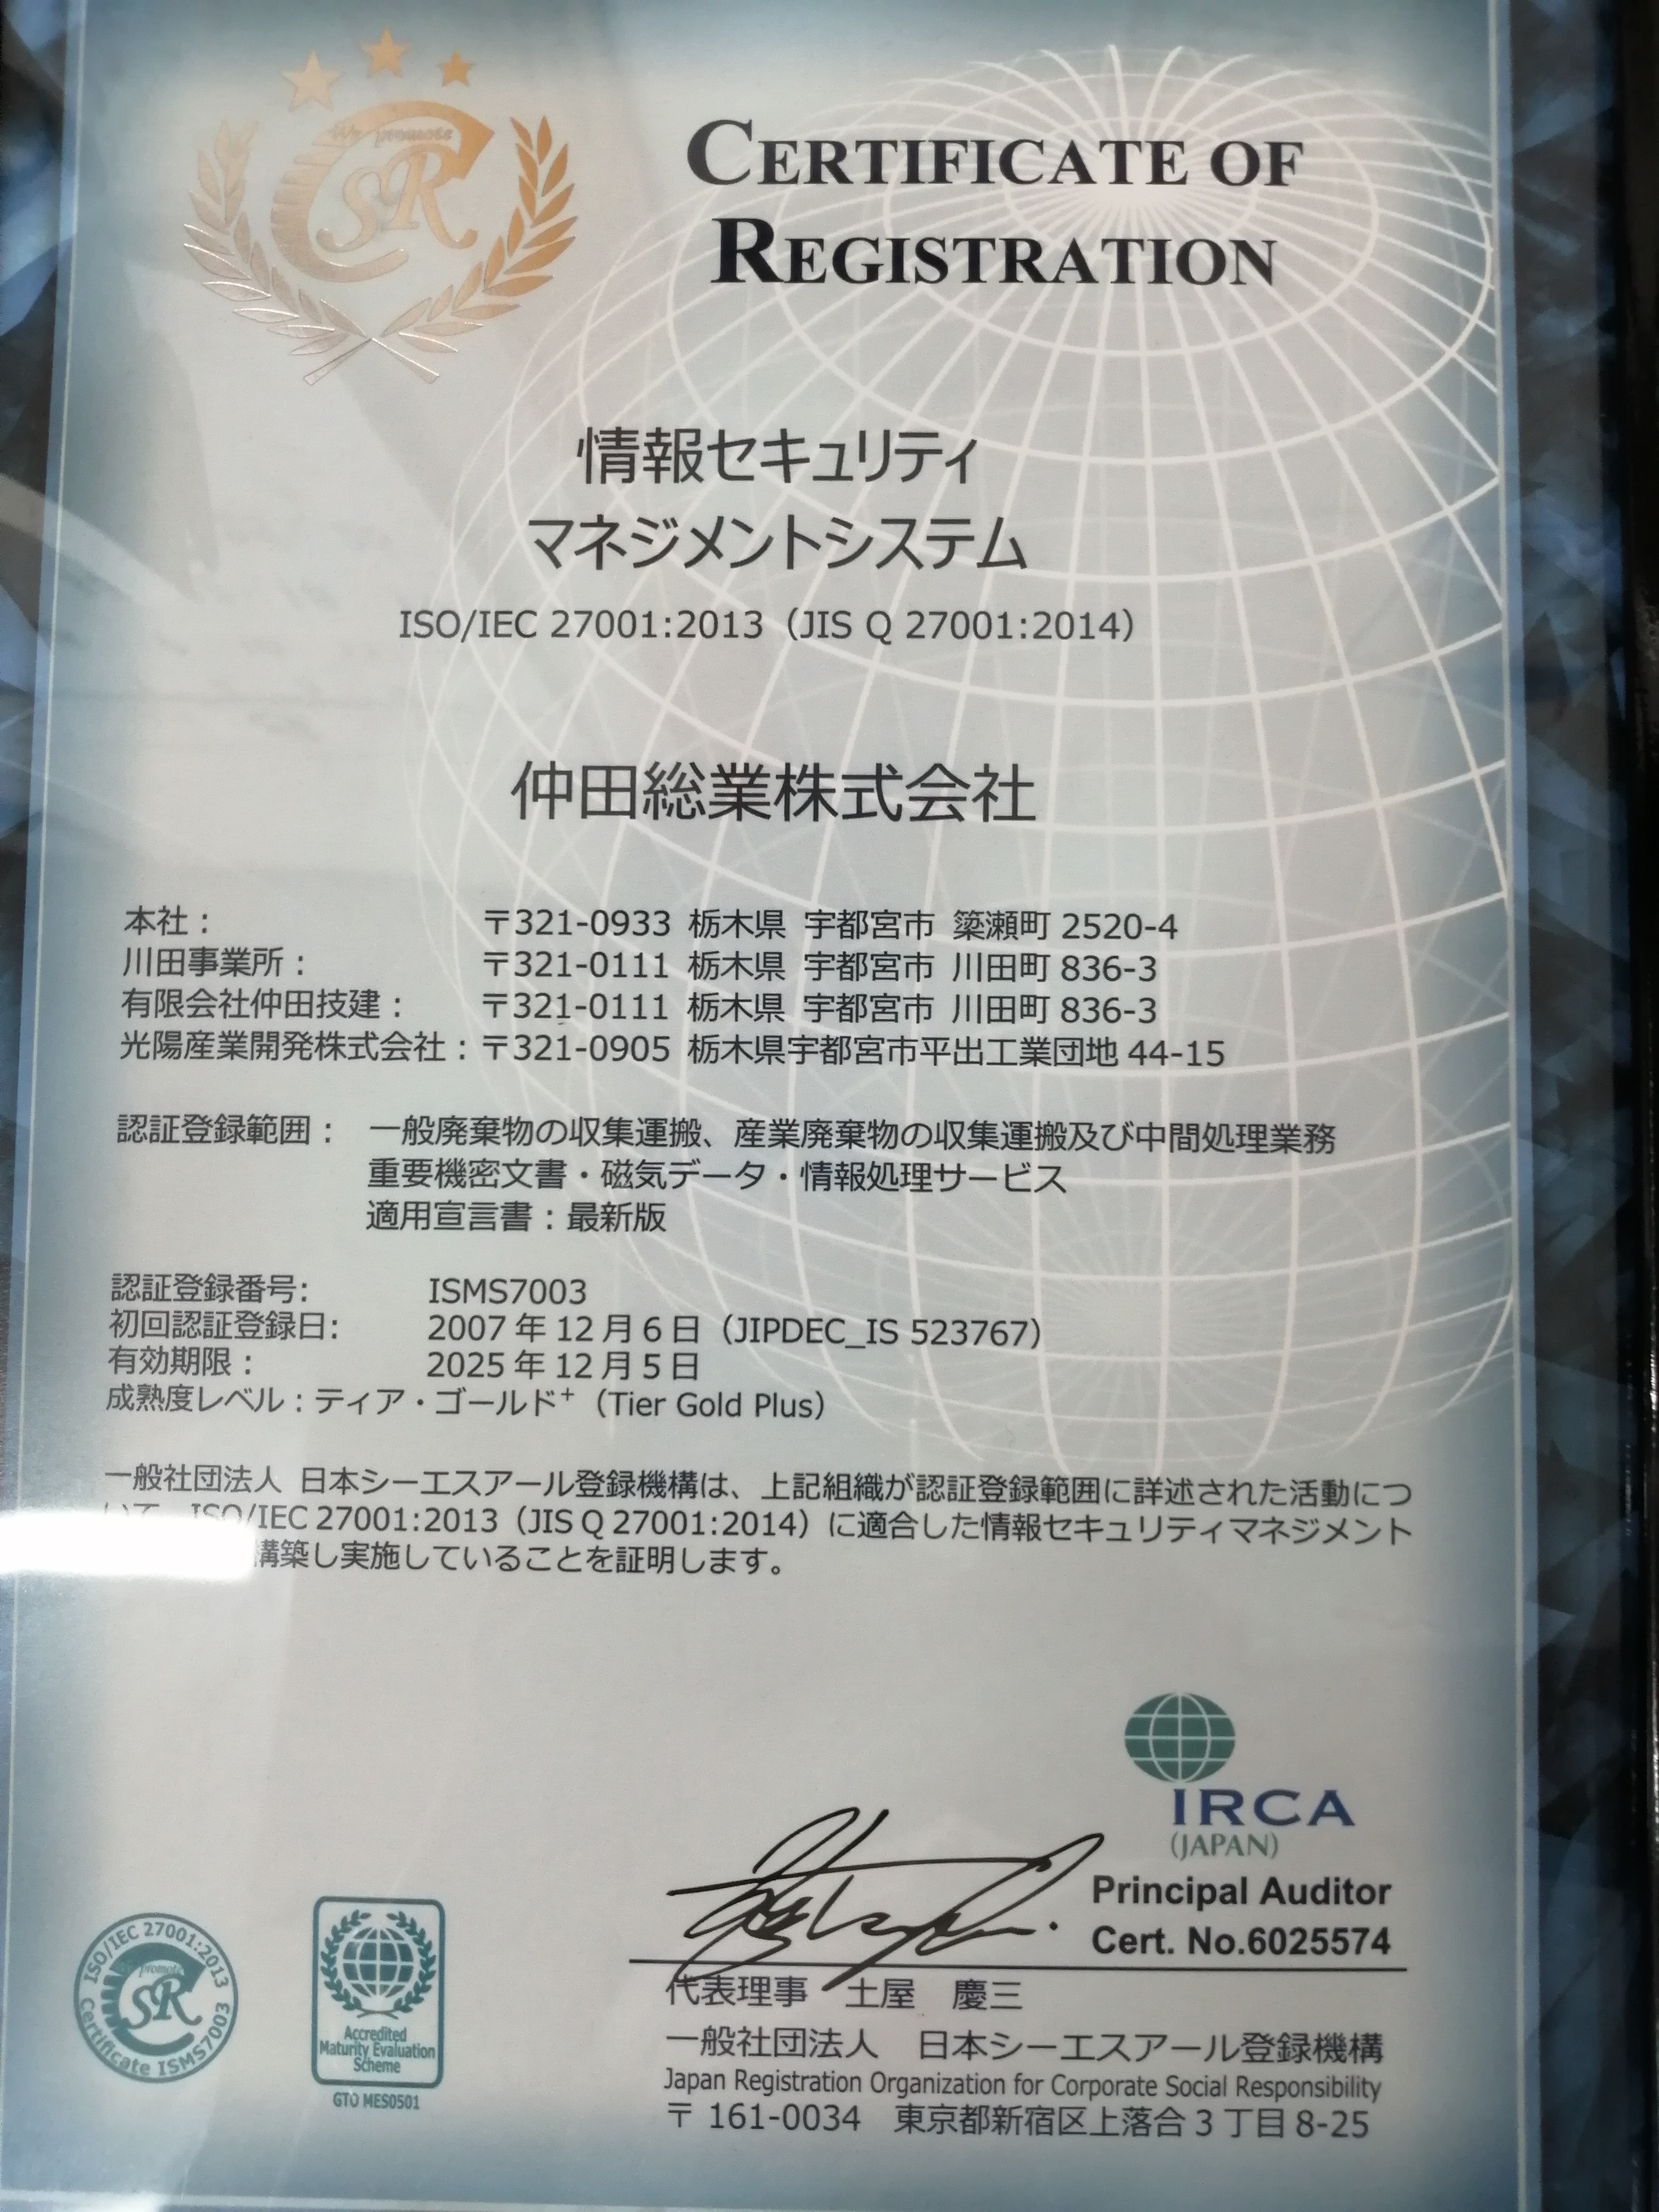 We promote
CSR
CERTIFICATE OF
REGISTRATION
情報セキュリティ
マネジメントシステム
ISO/IEC 27001:2013（JIS Q 27001:2014）
仲田総業株式会社
本社： 〒321-0933 栃木県 宇都宮市 簗瀬町 2520-4
川田事業所： 〒321-0111 栃木県 宇都宮市 川田町 836-3
有限会社仲田技建： 〒321-0111 栃木県 宇都宮市 川田町 836-3
光陽産業開発株式会社：〒321-0905 栃木県宇都宮市平出工業団地 44-15
認証登録範囲： 一般廃棄物の収集運搬、産業廃棄物の収集運搬及び中間処理業務
重要機密文書・磁気データ・情報処理サービス
適用宣言書：最新版
認証登録番号: ISMS7003
初回認証登録日: 2007 年 12 月 6 日（JIPDEC_IS 523767）
有効期限： 2025 年 12 月 5 日
成熟度レベル：ティア・ゴールド⁺（Tier Gold Plus）
一般社団法人 日本シーエスアール登録機構は、上記組織が認証登録範囲に詳述された活動につ
いて、ISO/IEC 27001:2013（JIS Q 27001:2014）に適合した情報セキュリティマネジメント
構築し実施していることを証明します。
IRCA
(JAPAN)
Principal Auditor
Cert. No.6025574
代表理事 土屋 慶三
一般社団法人 日本シーエスアール登録機構
Japan Registration Organization for Corporate Social Responsibility
〒 161-0034 東京都新宿区上落合 3 丁目 8-25
ISO/IEC 27001:2013
We promote
CSR
Certificate ISMS7003
Accredited
Maturity Evaluation
Scheme
GTO MES0501